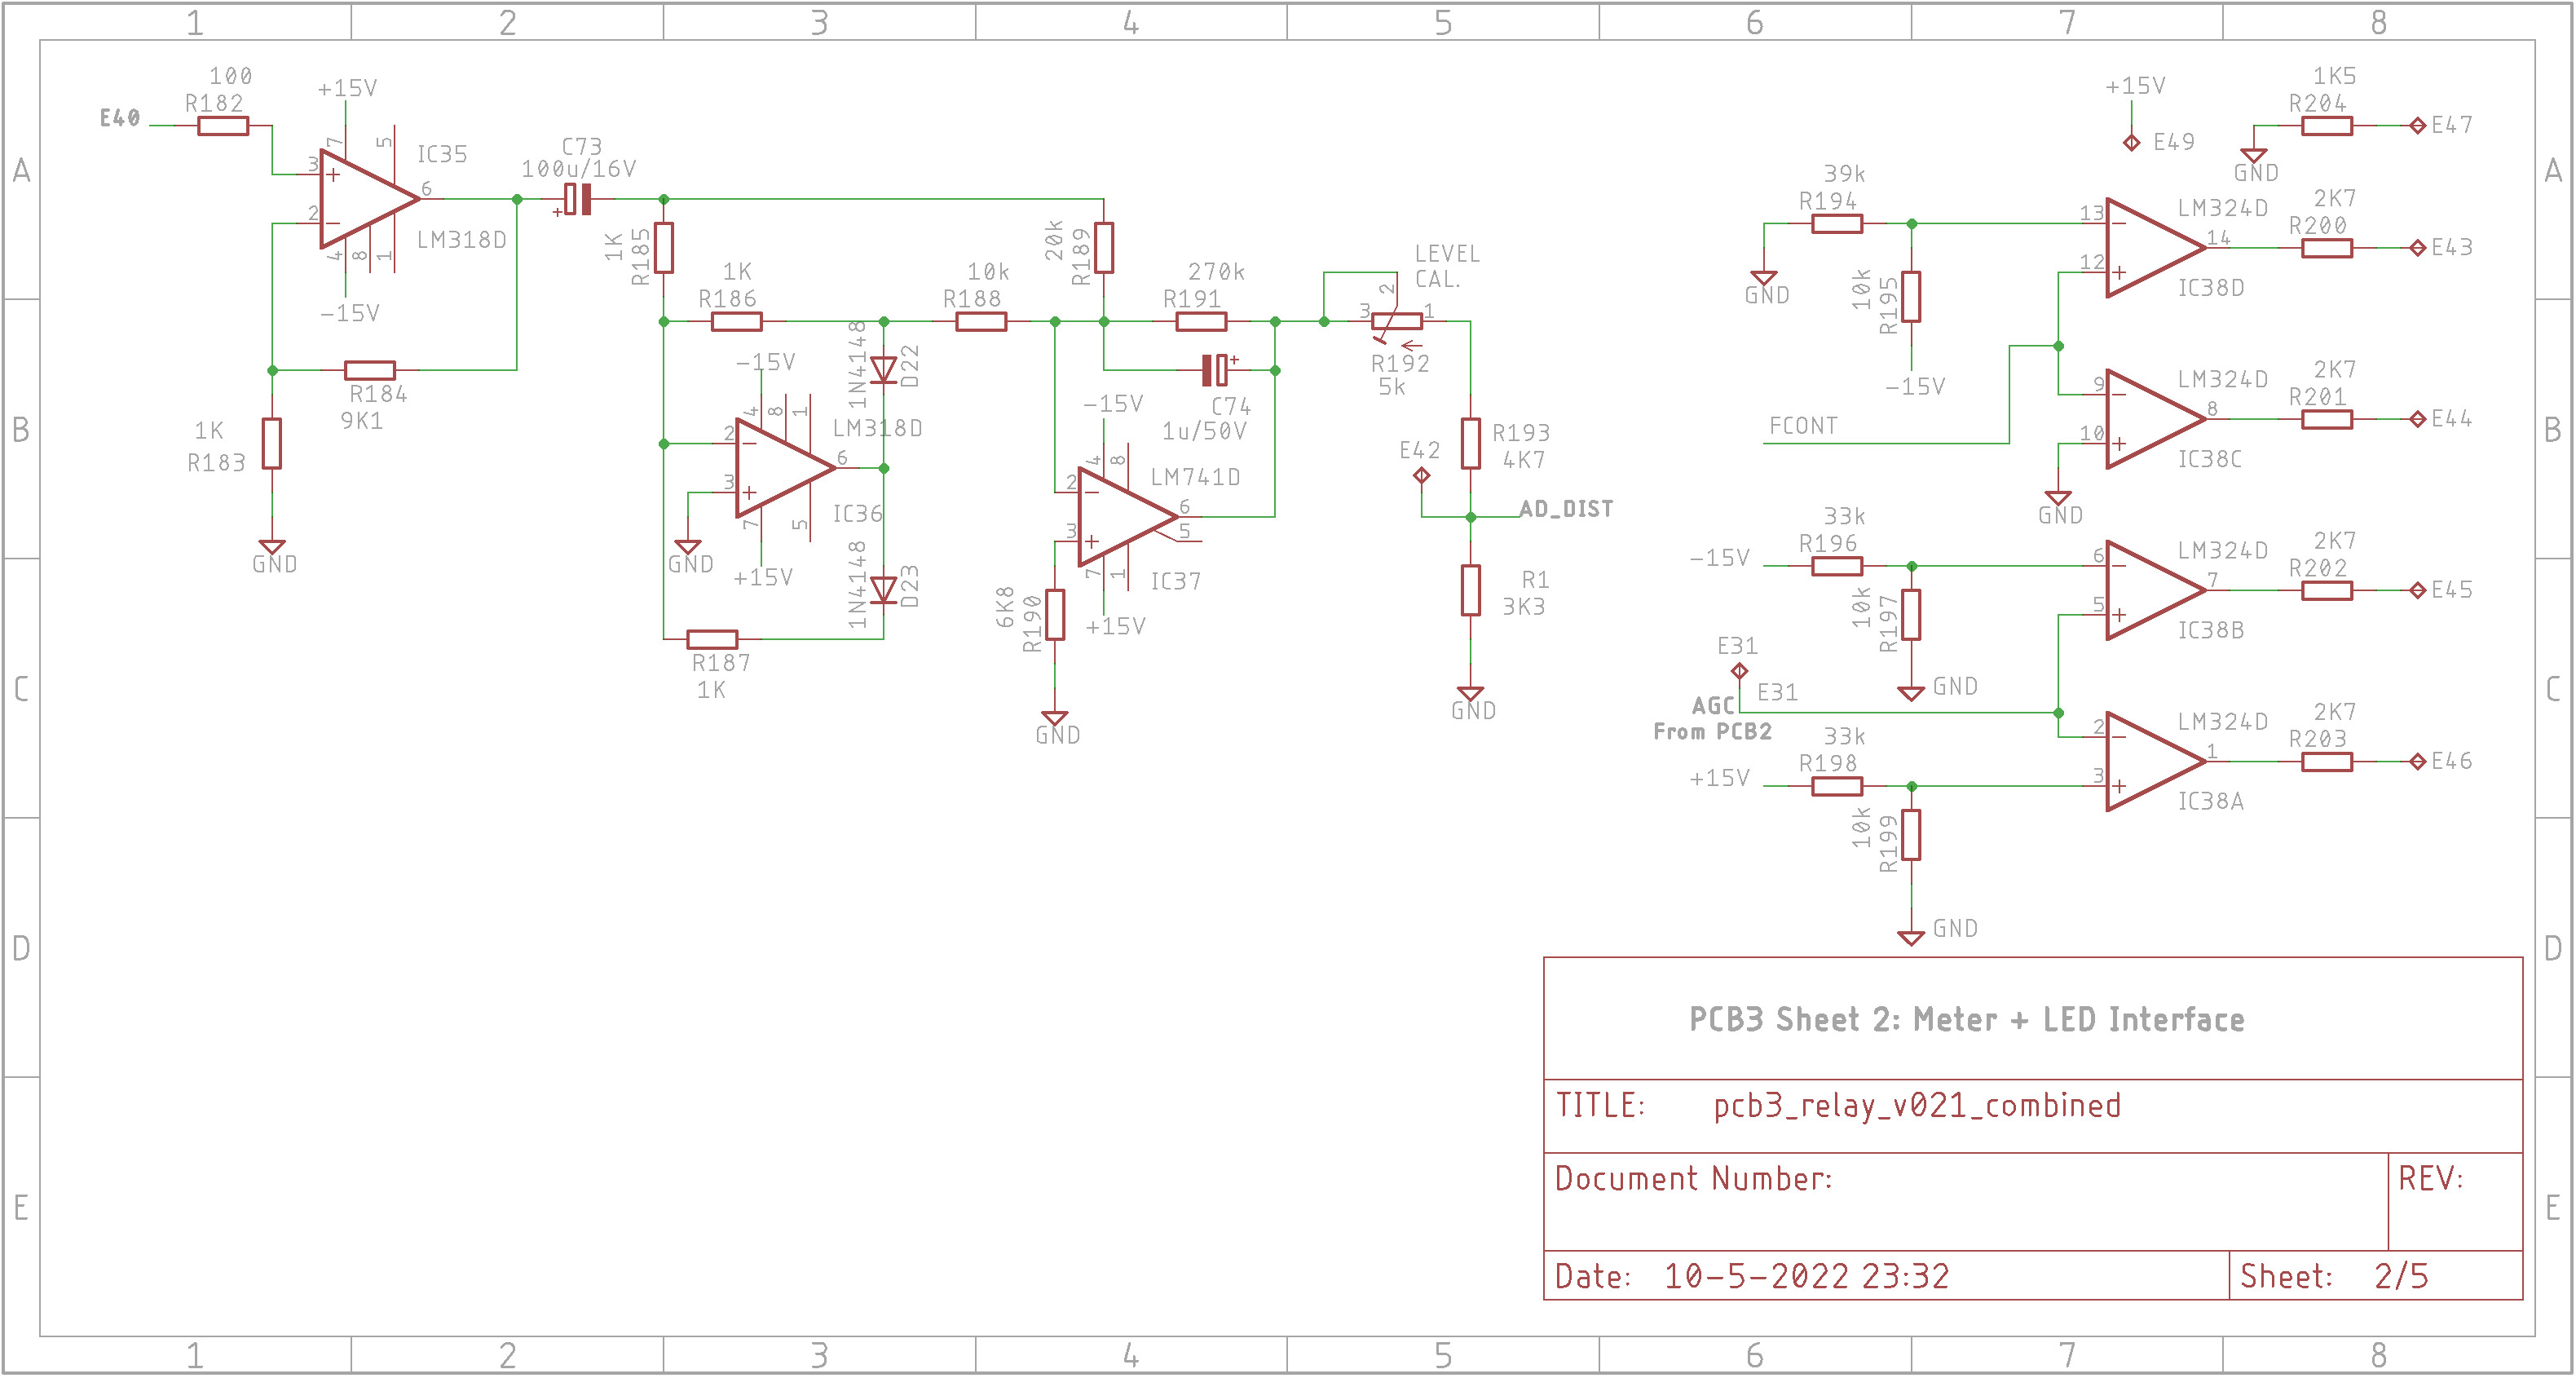 1 2 3 4 5 6 7 8
A
A
B
B
C
C
D
D
E
E
100
R182
E40
+15V
7
5
3
2
6
4
8
1
IC35
LM318D
-15V
R184
9K1
1K
R183
GND
C73
100u/16V
+
1K
R185
1K
R186
-15V
4
8
1
2
3
6
7
5
LM318D
IC36
GND
+15V
1N4148
D22
1N4148
D23
R187
1K
10k
R188
20k
R189
270k
R191
+
C74
1u/50V
-15V
4
8
2
3
6
5
7
1
LM741D
IC37
+15V
6K8
R190
GND
LEVEL
CAL.
3
2
1
R192
5k
R193
4K7
E42
AD_DIST
R1
3K3
GND
+15V
E49
1K5
R204
E47
GND
39k
R194
GND
10k
R195
-15V
13
12
14
LM324D
IC38D
2K7
R200
E43
FCONT
9
10
8
LM324D
IC38C
GND
2K7
R201
E44
-15V
33k
R196
10k
R197
GND
6
5
7
LM324D
IC38B
2K7
R202
E45
E31
E31
AGC
From PCB2
+15V
33k
R198
10k
R199
GND
2
3
1
LM324D
IC38A
2K7
R203
E46
PCB3 Sheet 2: Meter + LED Interface
TITLE: pcb3_relay_v021_combined
Document Number:
REV:
Date: 10-5-2022 23:32
Sheet: 2/5
1 2 3 4 5 6 7 8